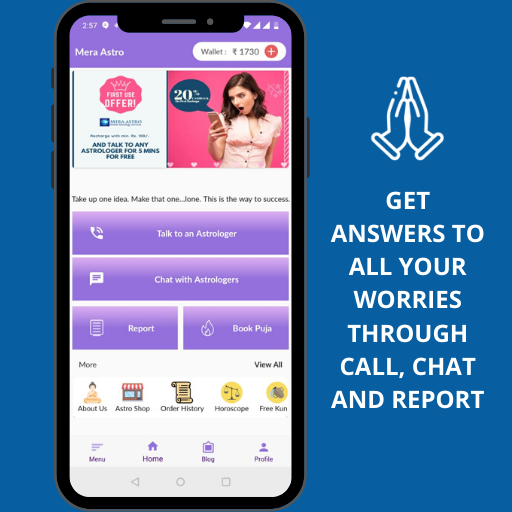 2:57
Mera Astro
Wallet : ₹ 1730
FIRST USE
OFFER!
MERA ASTRO
Recharge with min. Rs. 100/-
AND TALK TO ANY
ASTROLOGER FOR 5 MINS
FOR FREE
20%
CASHBACK
Take up one idea. Make that one...lone. This is the way to success.
Talk to an Astrologer
Chat with Astrologers
Report
Book Puja
More
View All
About Us
Astro Shop
Order History
Horoscope
Free Kun
Menu
Home
Blog
Profile
GET
ANSWERS TO
ALL YOUR
WORRIES
THROUGH
CALL, CHAT
AND REPORT